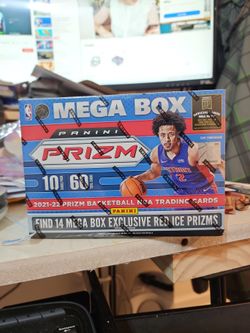 MEGA BOX
PANINI
PRIZM
10 60
2
2021-22 PRIZM BASKETBALL NBA TRADING CARDS
PANINI
FIND 14 MEGA BOX EXCLUSIVE RED ICE PRIZMS